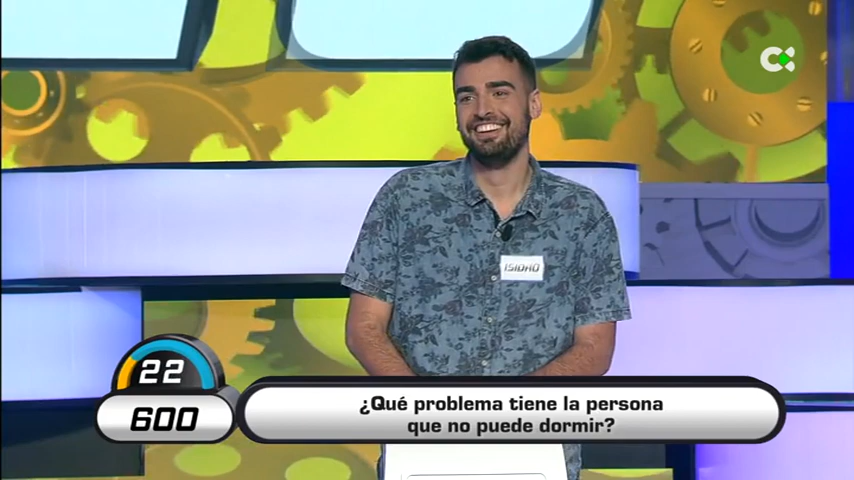 ISIDRO
22
600
¿Qué problema tiene la persona
que no puede dormir?